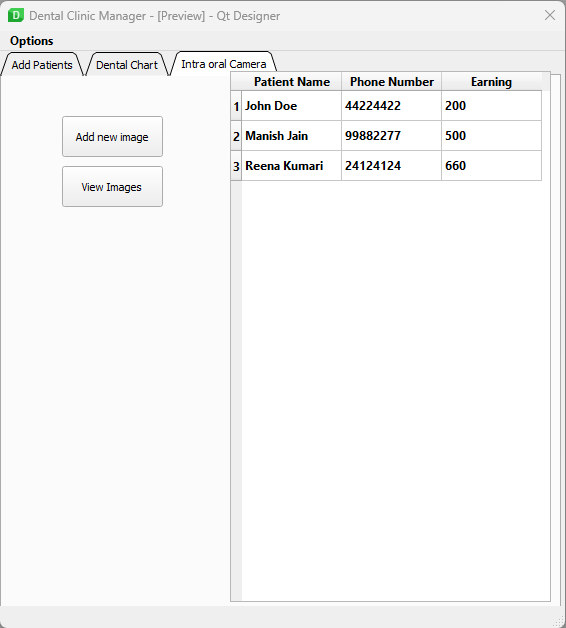 Dental Clinic Manager - [Preview] - Qt Designer
Options
Add Patients Dental Chart Intra oral Camera
Patient Name Phone Number Earning
1 John Doe 44224422 200
2 Manish Jain 99882277 500
3 Reena Kumari 24124124 660
Add new image
View Images